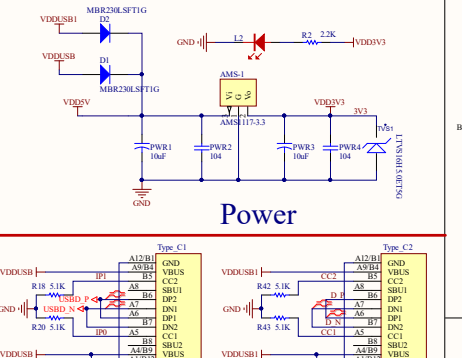 MBR230LSFT1G
VDDUSB1
D2
GND
L2
R2
2.2K
VDD3V3
VDDUSB
D1
MBR230LSFT1G
AMS-1
Vi
G
Vo
VDD5V
AMS1117-3.3
VDD3V3
3V3
TVS1
PWR1
10uF
PWR2
104
PWR3
10uF
PWR4
104
GND
B
Power
Type_C1
Type_C2
A12/B1
GND
A12/B1
GND
VDDUSB
A9/B4
VBUS
VDDUSB1
A9/B4
VBUS
IP1
B5
CC2
CC2
B5
CC2
R18 5.1K
A8
SBU1
R42 5.1K
A8
SBU1
USBD_P
B6
DP2
D_P
B6
DP2
GND
USBD_N
A7
DN1
GND
A7
DN1
A6
DP1
A6
DP1
R20 5.1K
B7
DN2
R43 5.1K
D_N
B7
DN2
IP0
A5
CC1
CC1
A5
CC1
B8
SBU2
B8
SBU2
VDDUSB
A4/B9
VBUS
VDDUSB1
A4/B9
VBUS